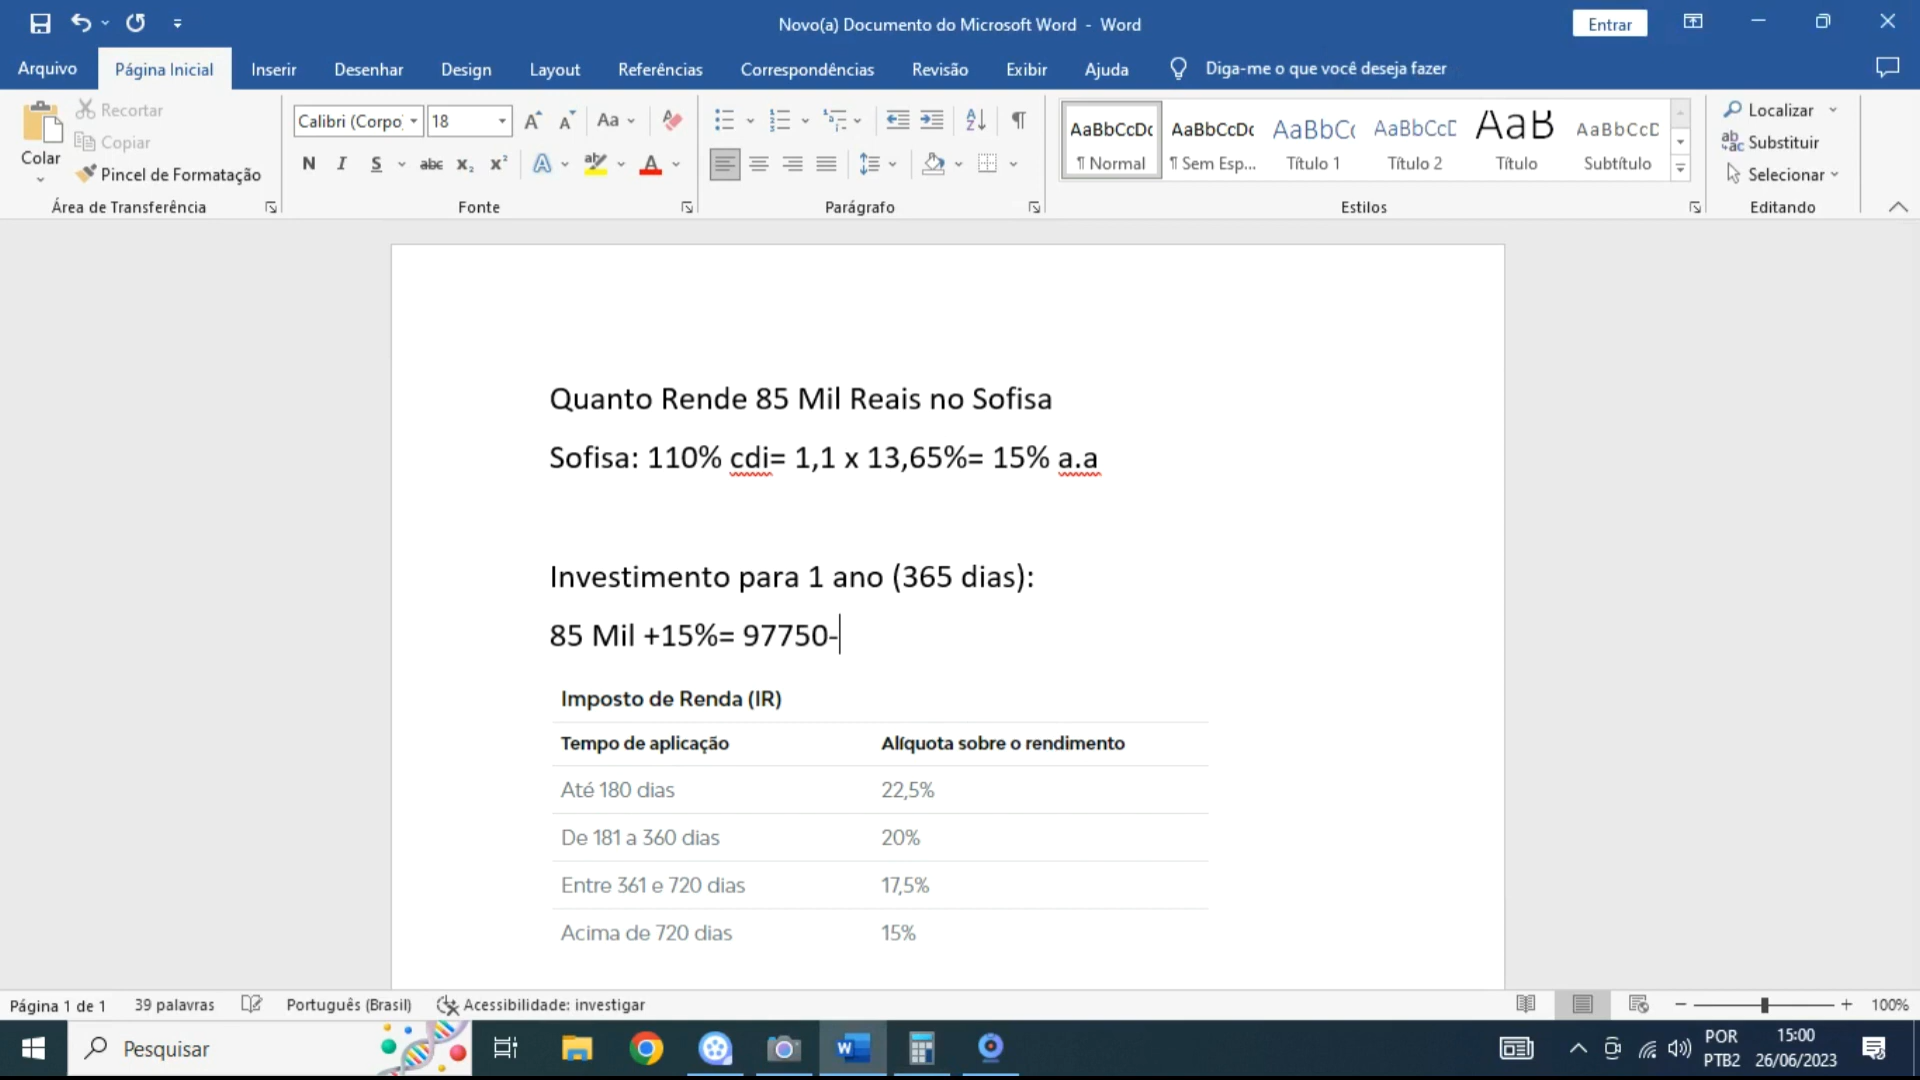 Novo(a) Documento do Microsoft Word - Word
Entrar
Arquivo Página Inicial Inserir Desenhar Design Layout Referências Correspondências Revisão Exibir Ajuda Diga-me o que você deseja fazer
Colar
Recortar
Copiar
Pincel de Formatação
Área de Transferência
Calibri (Corpo 18
Aa
N I S abc x₂ x² A A
Fonte
Parágrafo
AaBbCcDc AaBbCcDc AaBbCc AaBbCcD AaB AaBbCcD
¶ Normal ¶ Sem Esp... Título 1 Título 2 Título Subtítulo
Estilos
Localizar
Substituir
Selecionar
Editando
Quanto Rende 85 Mil Reais no Sofisa
Sofisa: 110% cdi= 1,1 x 13,65%= 15% a.a
Investimento para 1 ano (365 dias):
85 Mil +15%= 97750-
Imposto de Renda (IR)
Tempo de aplicação Alíquota sobre o rendimento
Até 180 dias 22,5%
De 181 a 360 dias 20%
Entre 361 e 720 dias 17,5%
Acima de 720 dias 15%
Página 1 de 1 39 palavras Português (Brasil) Acessibilidade: investigar 100%
Pesquisar
POR
PTB2
15:00
26/06/2023